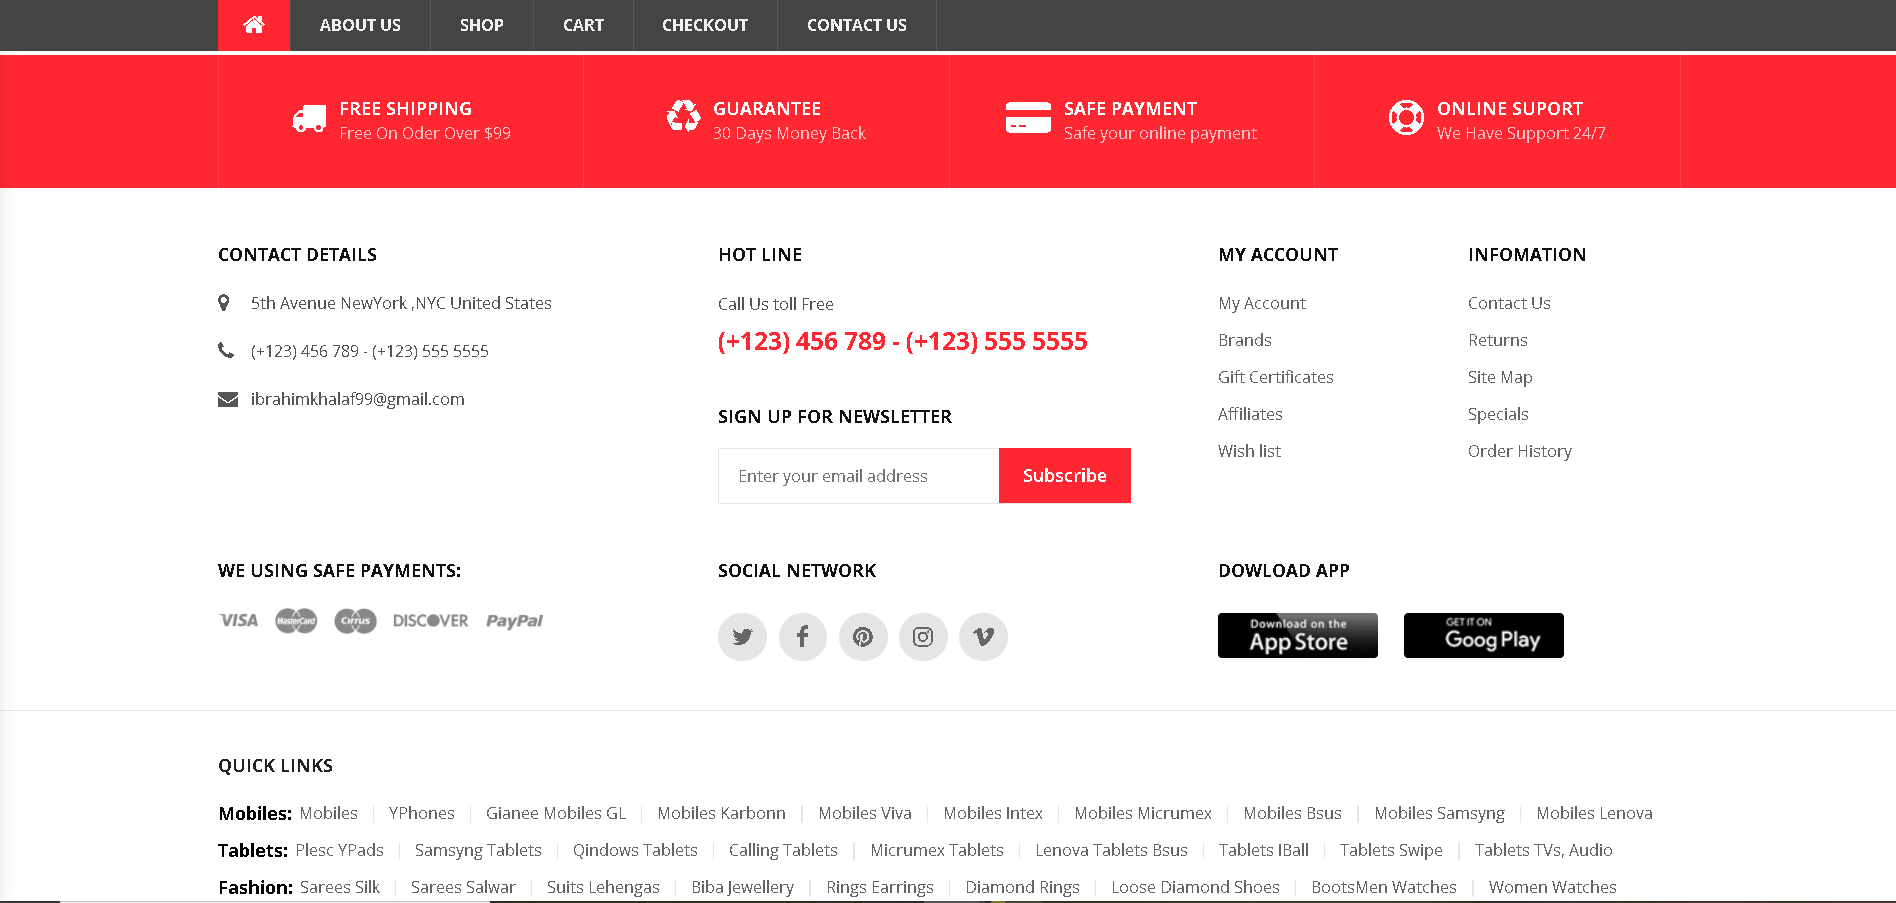 ABOUT US SHOP CART CHECKOUT CONTACT US
FREE SHIPPING
Free On Oder Over $99
GUARANTEE
30 Days Money Back
SAFE PAYMENT
Safe your online payment
ONLINE SUPORT
We Have Support 24/7
CONTACT DETAILS
5th Avenue NewYork ,NYC United States
(+123) 456 789 - (+123) 555 5555
ibrahimkhalaf99@gmail.com
HOT LINE
Call Us toll Free
(+123) 456 789 - (+123) 555 5555
SIGN UP FOR NEWSLETTER
Enter your email address Subscribe
MY ACCOUNT
My Account
Brands
Gift Certificates
Affiliates
Wish list
INFOMATION
Contact Us
Returns
Site Map
Specials
Order History
WE USING SAFE PAYMENTS:
VISA MasterCard Cirrus DISCOVER PayPal
SOCIAL NETWORK
DOWLOAD APP
Download on the
App Store
GET IT ON
Goog Play
QUICK LINKS
Mobiles: Mobiles YPhones Gianee Mobiles GL Mobiles Karbonn Mobiles Viva Mobiles Intex Mobiles Micrumex Mobiles Bsus Mobiles Samsyng Mobiles Lenova
Tablets: Plesc YPads Samsyng Tablets Qindows Tablets Calling Tablets Micrumex Tablets Lenova Tablets Bsus Tablets IBall Tablets Swipe Tablets TVs, Audio
Fashion: Sarees Silk Sarees Salwar Suits Lehengas Biba Jewellery Rings Earrings Diamond Rings Loose Diamond Shoes BootsMen Watches Women Watches